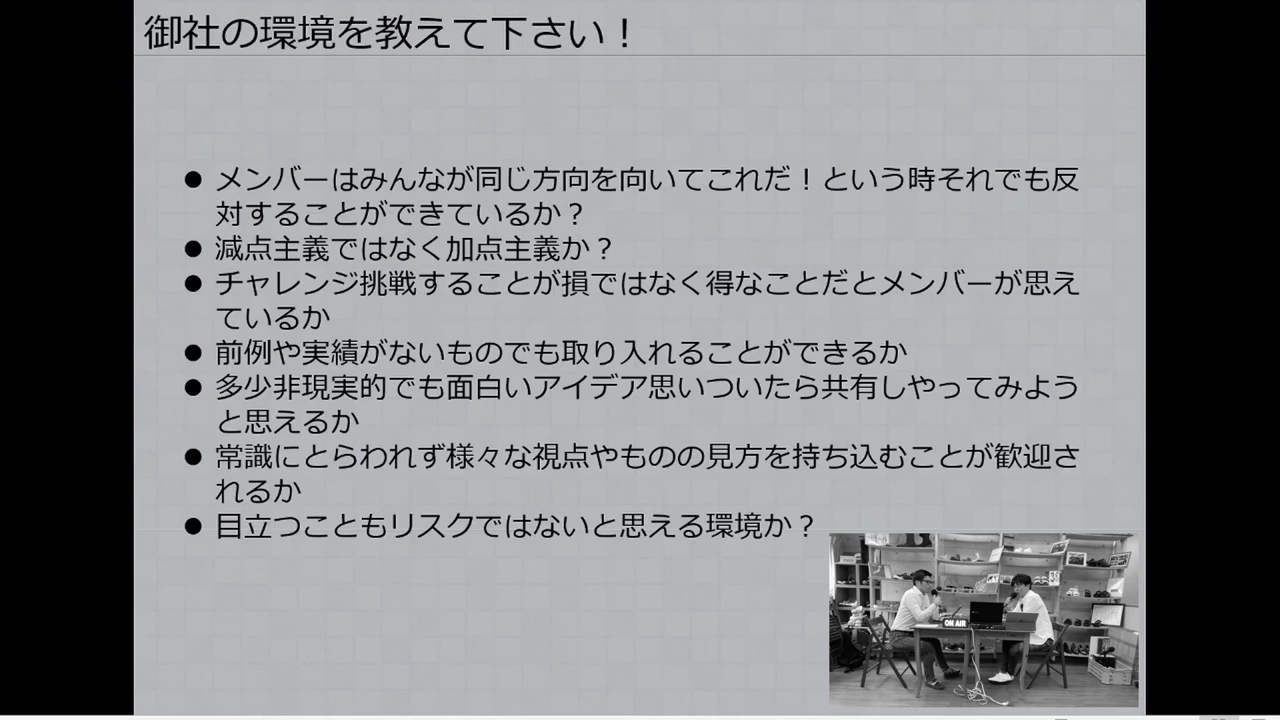 御社の環境を教えて下さい！
● メンバーはみんなが同じ方向を向いてこれだ！という時それでも反
対することができているか？
● 減点主義ではなく加点主義か？
● チャレンジ挑戦することが損ではなく得なことだとメンバーが思え
ているか
● 前例や実績がないものでも取り入れることができるか
● 多少非現実的でも面白いアイデア思いついたら共有しやってみよう
と思えるか
● 常識にとらわれず様々な視点やものの見方を持ち込むことが歓迎さ
れるか
● 目立つこともリスクではないと思える環境か？
ON AIR